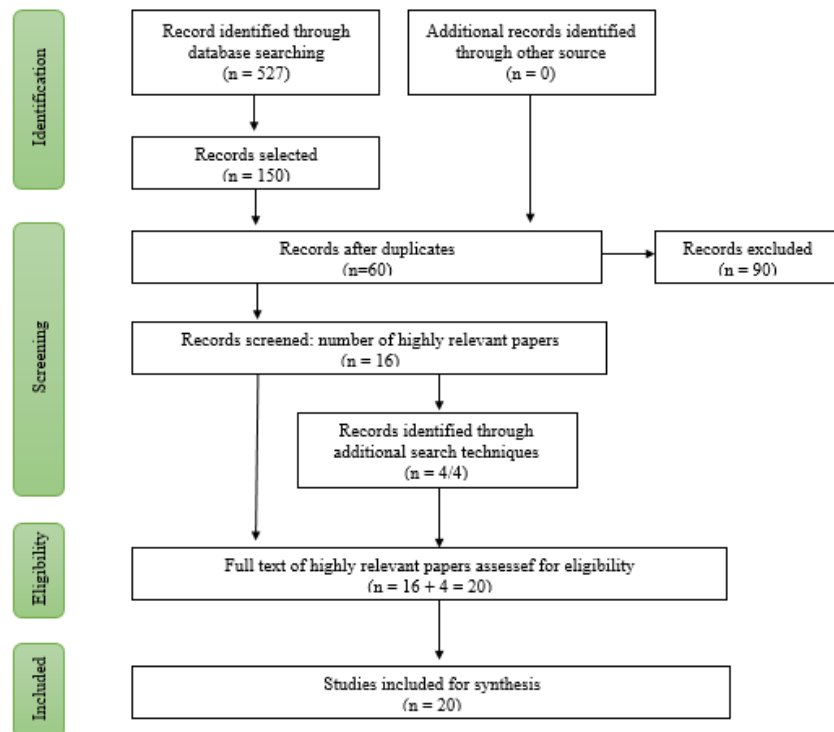 Identification
Record identified through
database searching
(n = 527)
Additional records identified
through other source
(n = 0)
Records selected
(n = 150)
Screening
Records after duplicates
(n=60)
Records excluded
(n = 90)
Records screened: number of highly relevant papers
(n = 16)
Records identified through
additional search techniques
(n = 4/4)
Eligibility
Full text of highly relevant papers assessef for eligibility
(n = 16 + 4 = 20)
Included
Studies included for synthesis
(n = 20)